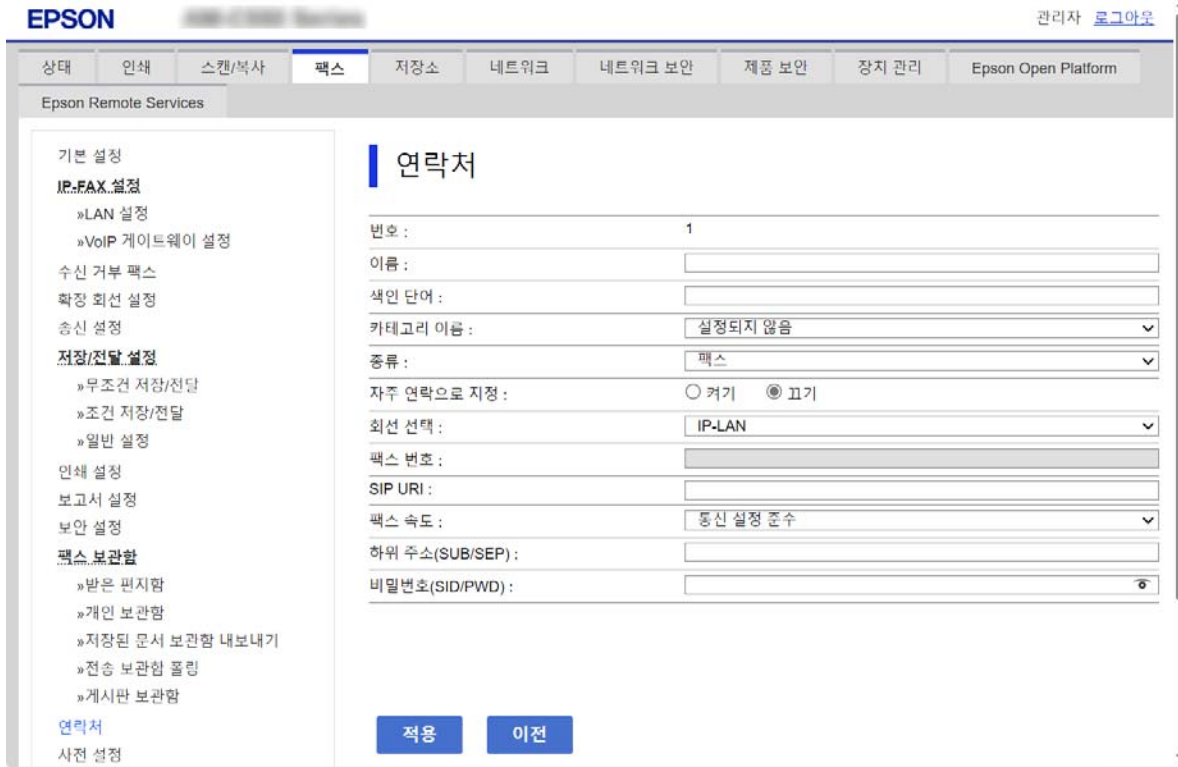 EPSON
관리자 로그아웃
상태 인쇄 스캔/복사 팩스 저장소 네트워크 네트워크 보안 제품 보안 장치 관리 Epson Open Platform
Epson Remote Services
기본 설정
IP-FAX 설정
»LAN 설정
»VoIP 게이트웨이 설정
수신 거부 팩스
확장 회선 설정
송신 설정
저장/전달 설정
»무조건 저장/전달
»조건 저장/전달
»일반 설정
인쇄 설정
보고서 설정
보안 설정
팩스 보관함
»받은 편지함
»개인 보관함
»저장된 문서 보관함 내보내기
»전송 보관함 폴링
»게시판 보관함
연락처
사전 설정
연락처
번호 : 1
이름 :
색인 단어 :
카테고리 이름 : 설정되지 않음
종류 : 팩스
자주 연락으로 지정 : 켜기 끄기
회선 선택 : IP-LAN
팩스 번호 :
SIP URI :
팩스 속도 : 통신 설정 준수
하위 주소(SUB/SEP) :
비밀번호(SID/PWD) :
적용 이전